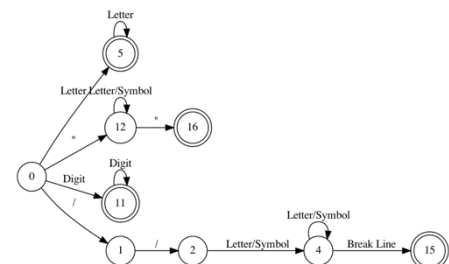 Letter
5
Letter Letter/Symbol
" 12 " 16
0
Digit
Digit
11
/
Letter/Symbol
1 / 2 Letter/Symbol 4 Break Line 15